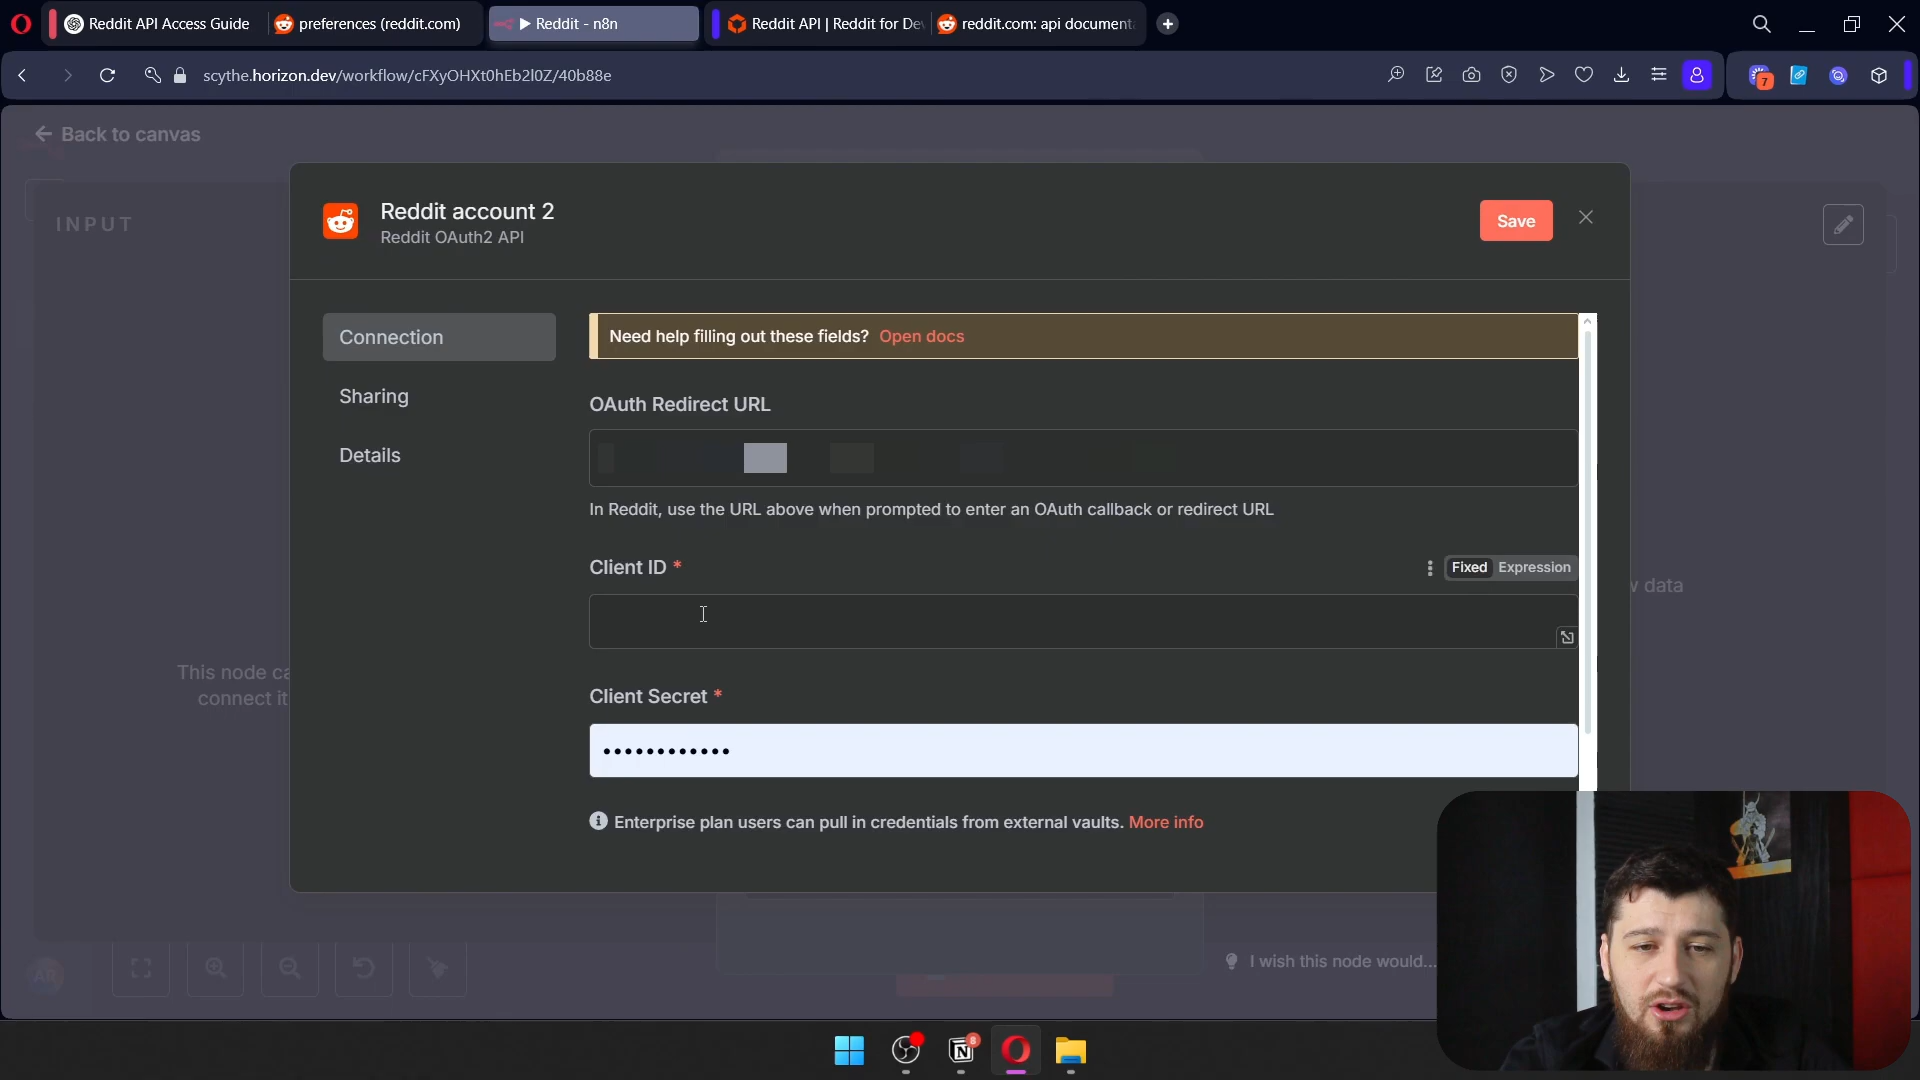 Reddit API Access Guide
preferences (reddit.com)
▶ Reddit - n8n
Reddit API | Reddit for De
reddit.com: api documenta
scythe.horizon.dev/workflow/cFXyOHXt0hEb2l0Z/40b88e
7
Back to canvas
INPUT
Reddit account 2
Reddit OAuth2 API
Save
Connection
Sharing
Details
Need help filling out these fields? Open docs
OAuth Redirect URL
In Reddit, use the URL above when prompted to enter an OAuth callback or redirect URL
Client ID *
Fixed Expression
Client Secret *
••••••••••••
Enterprise plan users can pull in credentials from external vaults. More info
This node ca
connect it
w data
I wish this node would...
AR
8